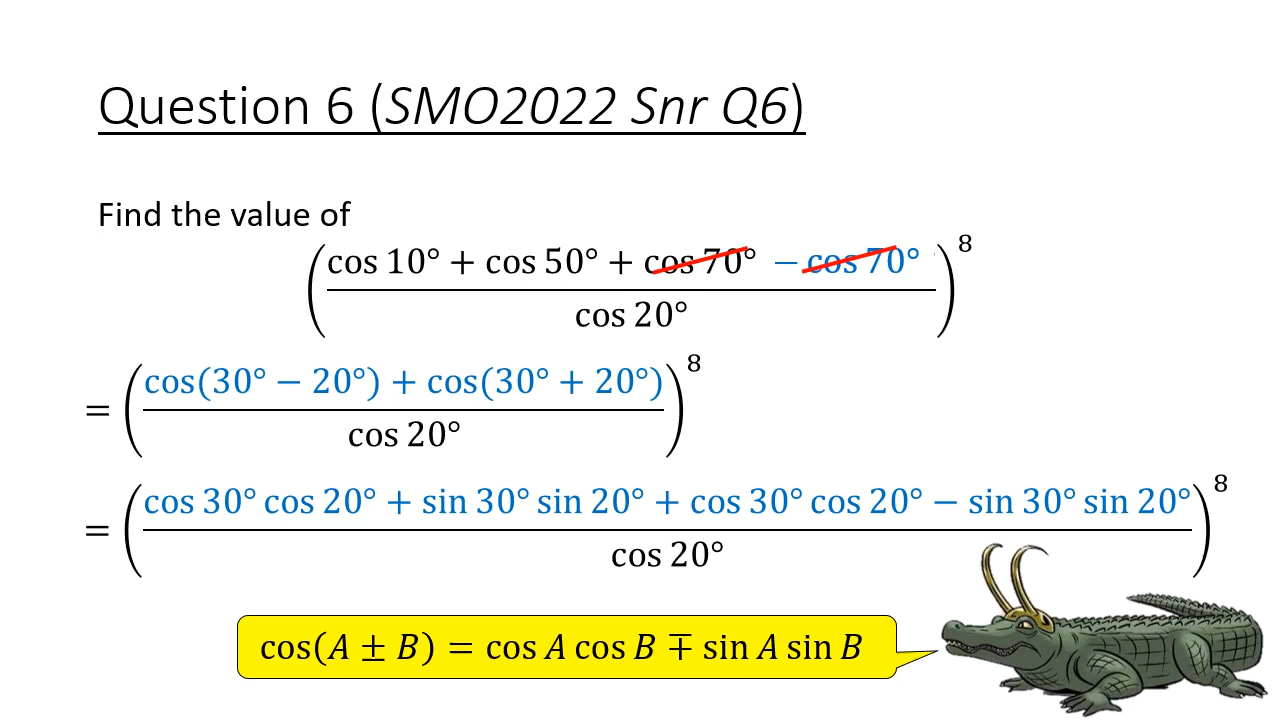 Question 6 (SMO2022 Snr Q6)
Find the value of
(cos 10° + cos 50° + cos 70° − cos 70° / cos 20°)⁸
= (cos(30° − 20°) + cos(30° + 20°) / cos 20°)⁸
= (cos 30° cos 20° + sin 30° sin 20° + cos 30° cos 20° − sin 30° sin 20° / cos 20°)⁸
cos(A ± B) = cos A cos B ∓ sin A sin B